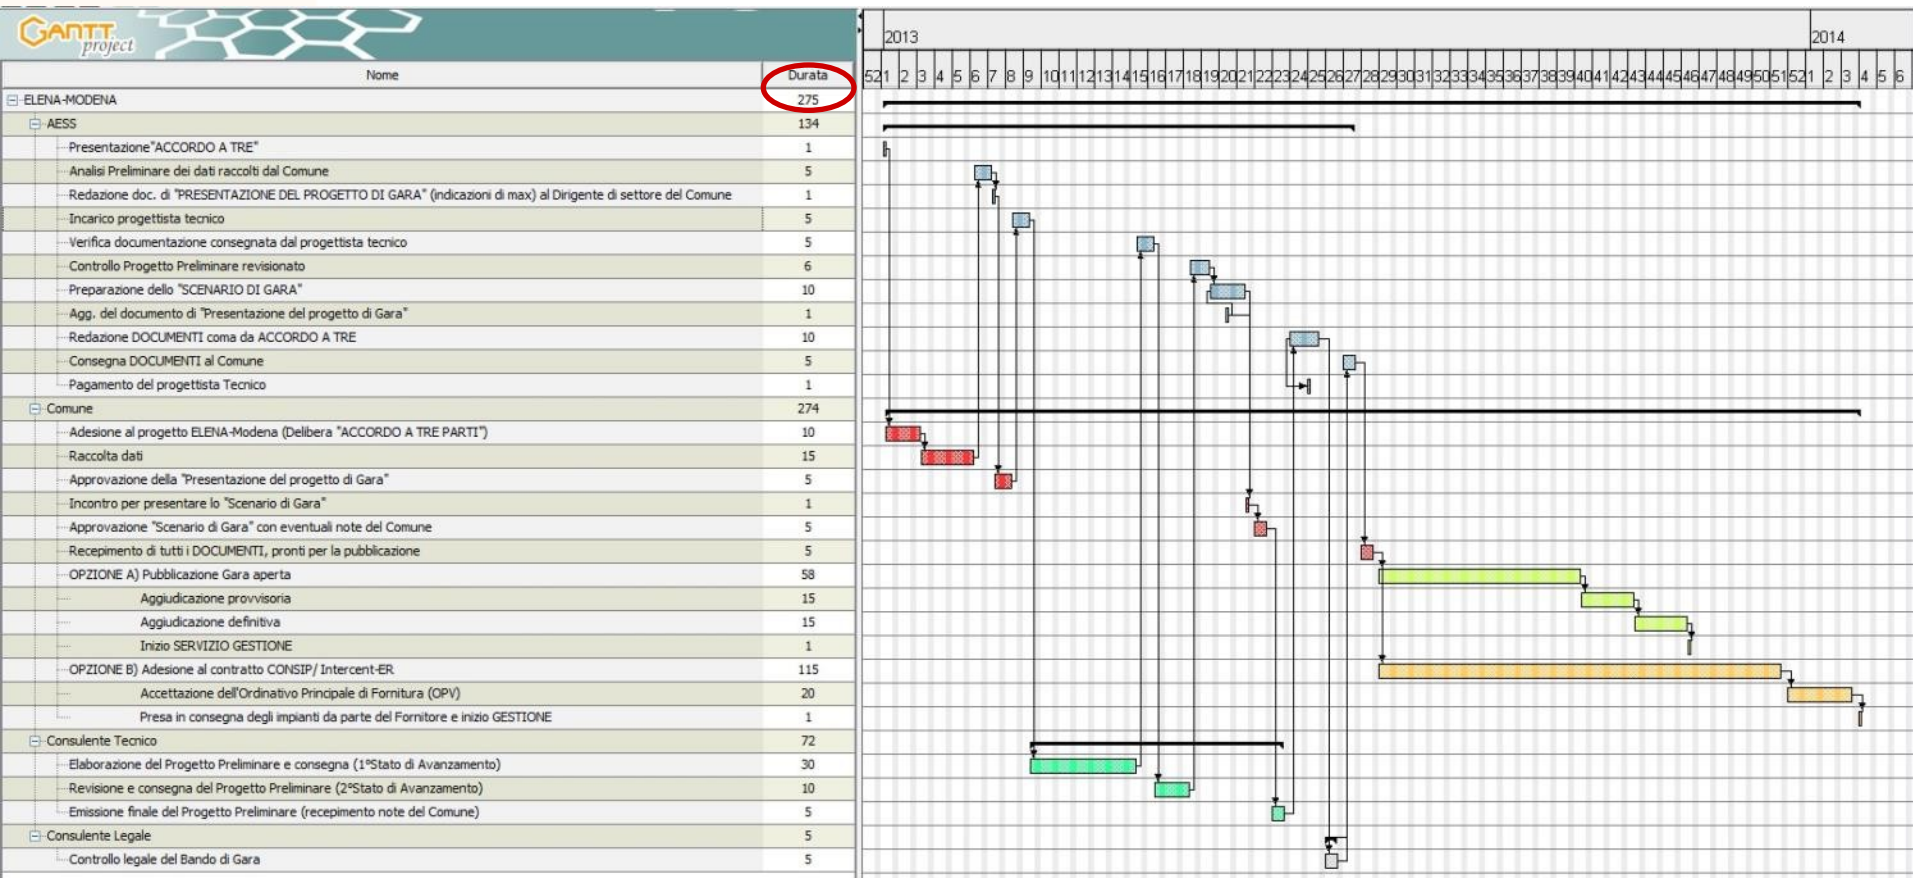 GANTT
project
2013
2014
Nome
Durata
52 1 2 3 4 5 6 7 8 9 10 11 12 13 14 15 16 17 18 19 20 21 22 23 24 25 26 27 28 29 30 31 32 33 34 35 36 37 38 39 40 41 42 43 44 45 46 47 48 49 50 51 52 1 2 3 4 5 6
ELENA-MODENA 275
AESS 134
Presentazione"ACCORDO A TRE" 1
Analisi Preliminare dei dati raccolti dal Comune 5
Redazione doc. di "PRESENTAZIONE DEL PROGETTO DI GARA" (indicazioni di max) al Dirigente di settore del Comune 1
Incarico progettista tecnico 5
Verifica documentazione consegnata dal progettista tecnico 5
Controllo Progetto Preliminare revisionato 6
Preparazione dello "SCENARIO DI GARA" 10
Agg. del documento di "Presentazione del progetto di Gara" 1
Redazione DOCUMENTI coma da ACCORDO A TRE 10
Consegna DOCUMENTI al Comune 5
Pagamento del progettista Tecnico 1
Comune 274
Adesione al progetto ELENA-Modena (Delibera "ACCORDO A TRE PARTI") 10
Raccolta dati 15
Approvazione della "Presentazione del progetto di Gara" 5
Incontro per presentare lo "Scenario di Gara" 1
Approvazione "Scenario di Gara" con eventuali note del Comune 5
Recepimento di tutti i DOCUMENTI, pronti per la pubblicazione 5
OPZIONE A) Pubblicazione Gara aperta 58
Aggiudicazione provvisoria 15
Aggiudicazione definitiva 15
Inizio SERVIZIO GESTIONE 1
OPZIONE B) Adesione al contratto CONSIP/ Intercent-ER 115
Accettazione dell'Ordinativo Principale di Fornitura (OPV) 20
Presa in consegna degli impianti da parte del Fornitore e inizio GESTIONE 1
Consulente Tecnico 72
Elaborazione del Progetto Preliminare e consegna (1°Stato di Avanzamento) 30
Revisione e consegna del Progetto Preliminare (2°Stato di Avanzamento) 10
Emissione finale del Progetto Preliminare (recepimento note del Comune) 5
Consulente Legale 5
Controllo legale del Bando di Gara 5